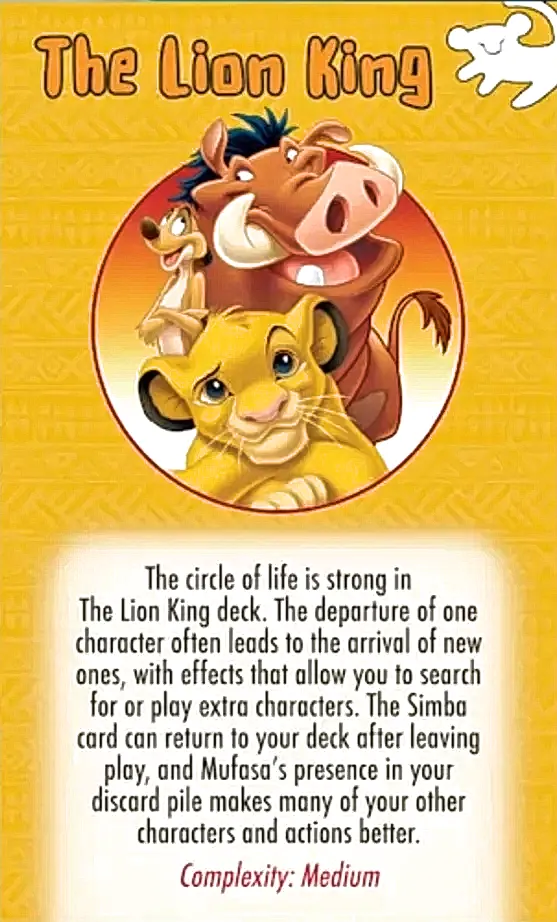 The Lion King
The circle of life is strong in
The Lion King deck. The departure of one
character often leads to the arrival of new
ones, with effects that allow you to search
for or play extra characters. The Simba
card can return to your deck after leaving
play, and Mufasa's presence in your
discard pile makes many of your other
characters and actions better.
Complexity: Medium